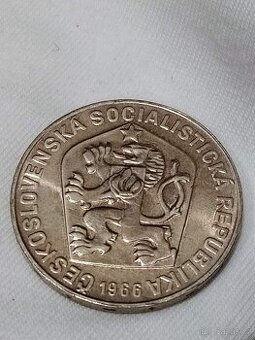 ČESKOSLOVENSKÁ SOCIALISTICKÁ REPUBLIKA
1966